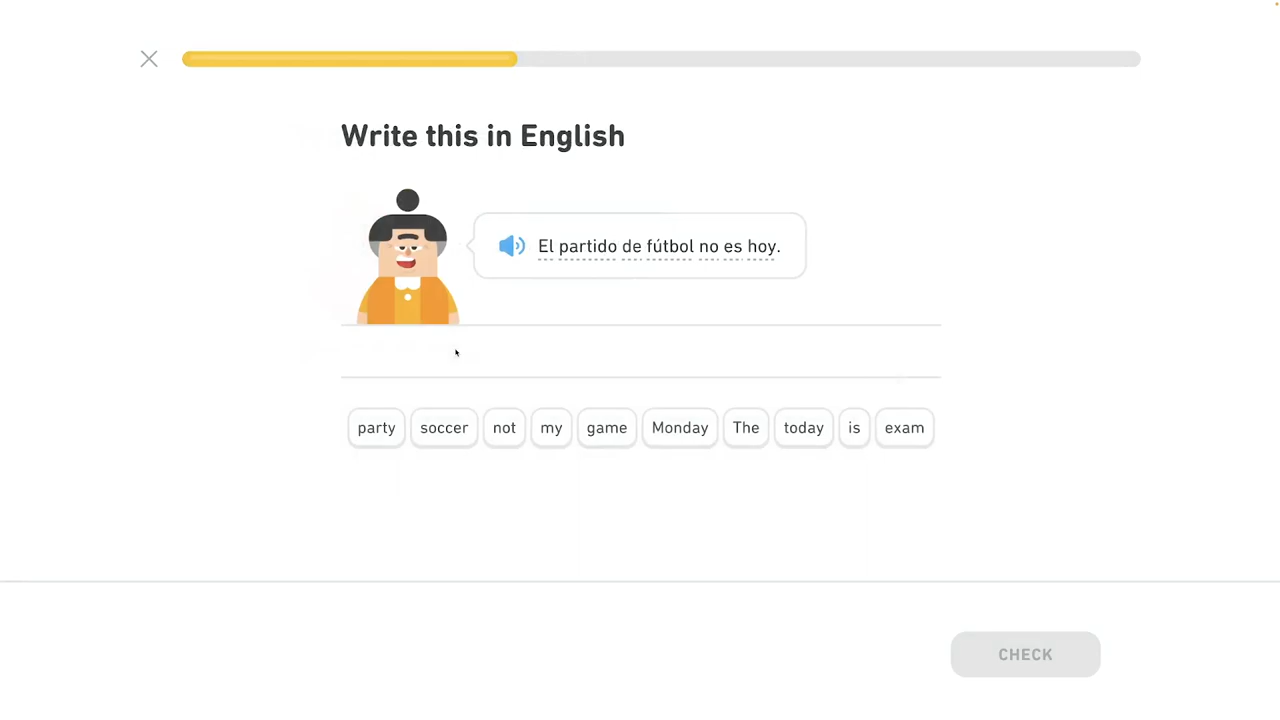 Write this in English
El partido de fútbol no es hoy.
party soccer not my game Monday The today is exam
CHECK